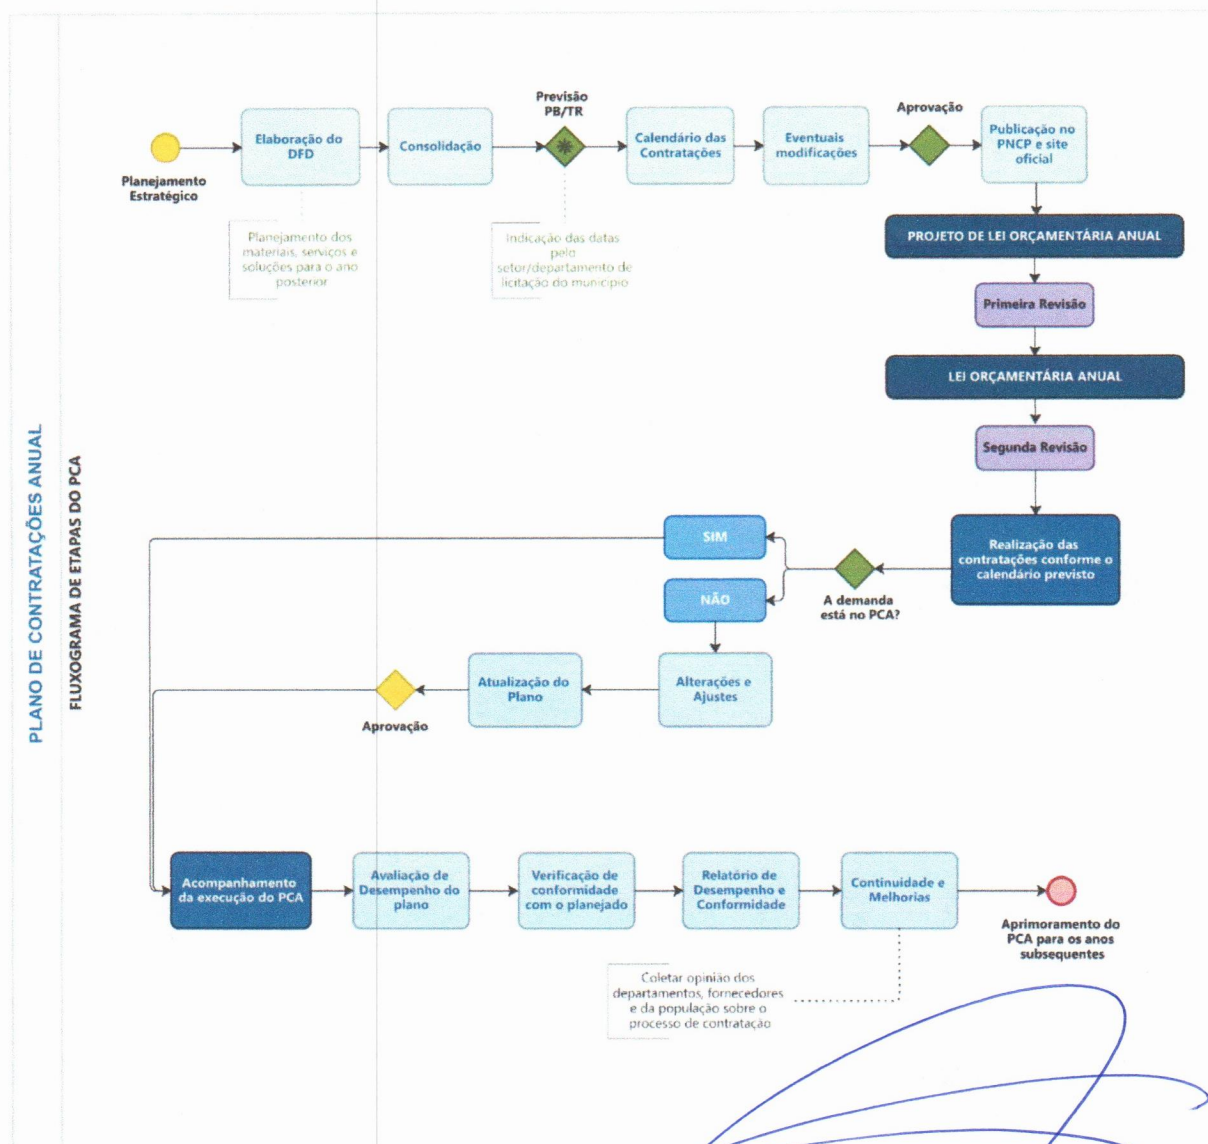 PLANO DE CONTRATAÇÕES ANUAL
FLUXOGRAMA DE ETAPAS DO PCA
Planejamento
Estratégico
Elaboração do
DFD
Planejamento dos
materiais, serviços e
soluções para o ano
posterior
Consolidação
Previsão
PB/TR
Indicação das datas
pelo
setor/departamento de
licitação do município
Calendário das
Contratações
Eventuais
modificações
Aprovação
Publicação no
PNCP e site
oficial
PROJETO DE LEI ORÇAMENTÁRIA ANUAL
Primeira Revisão
LEI ORÇAMENTÁRIA ANUAL
Segunda Revisão
Realização das
contratações conforme o
calendário previsto
A demanda
está no PCA?
SIM
NÃO
Alterações e
Ajustes
Atualização do
Plano
Aprovação
Acompanhamento
da execução do PCA
Avaliação de
Desempenho do
plano
Verificação de
conformidade
com o planejado
Relatório de
Desempenho e
Conformidade
Continuidade e
Melhorias
Coletar opinião dos
departamentos, fornecedores
e da população sobre o
processo de contratação
Aprimoramento do
PCA para os anos
subsequentes